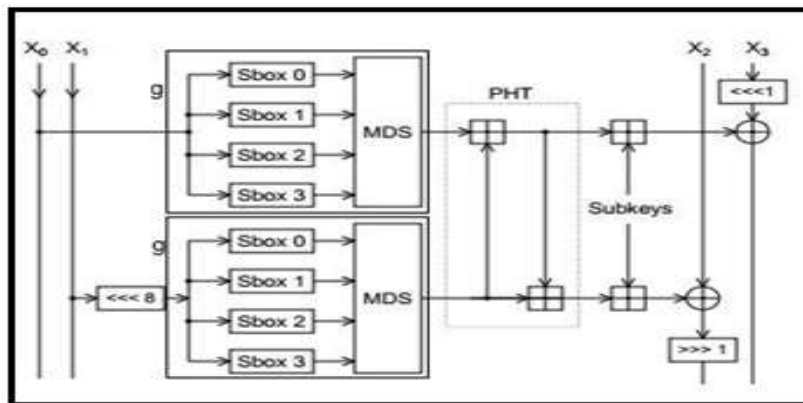 X₀ X₁ X₂ X₃
g
Sbox 0
Sbox 1
Sbox 2
Sbox 3
MDS
PHT
<<<1
Subkeys
g
<<< 8
Sbox 0
Sbox 1
Sbox 2
Sbox 3
MDS
>>> 1